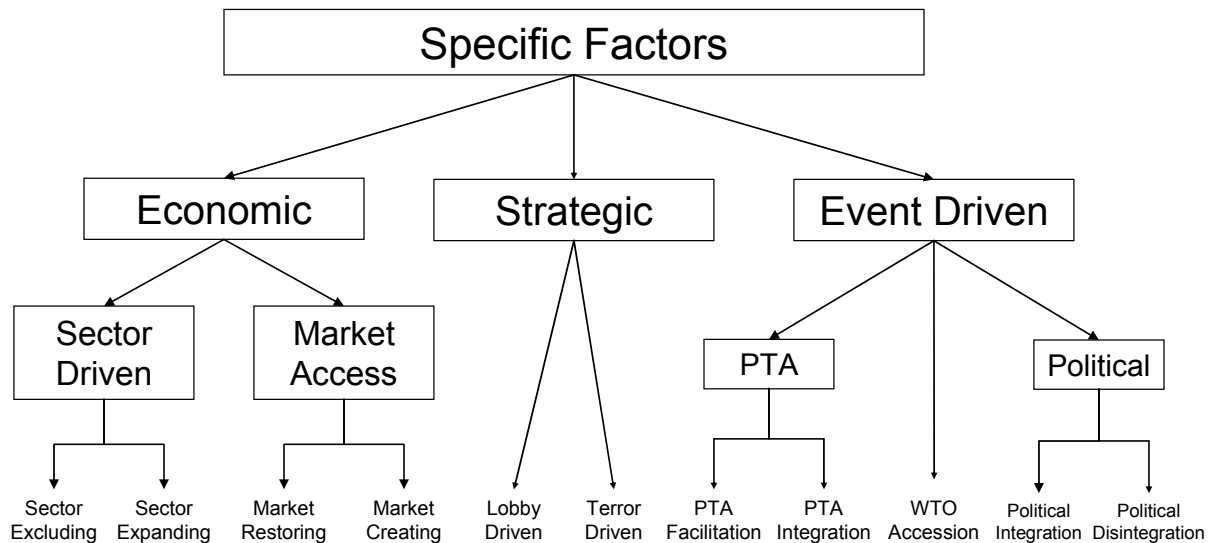 Specific Factors
Economic
Strategic
Event Driven
Sector
Driven
Market
Access
PTA
Political
Sector
Excluding
Sector
Expanding
Market
Restoring
Market
Creating
Lobby
Driven
Terror
Driven
PTA
Facilitation
PTA
Integration
WTO
Accession
Political
Integration
Political
Disintegration